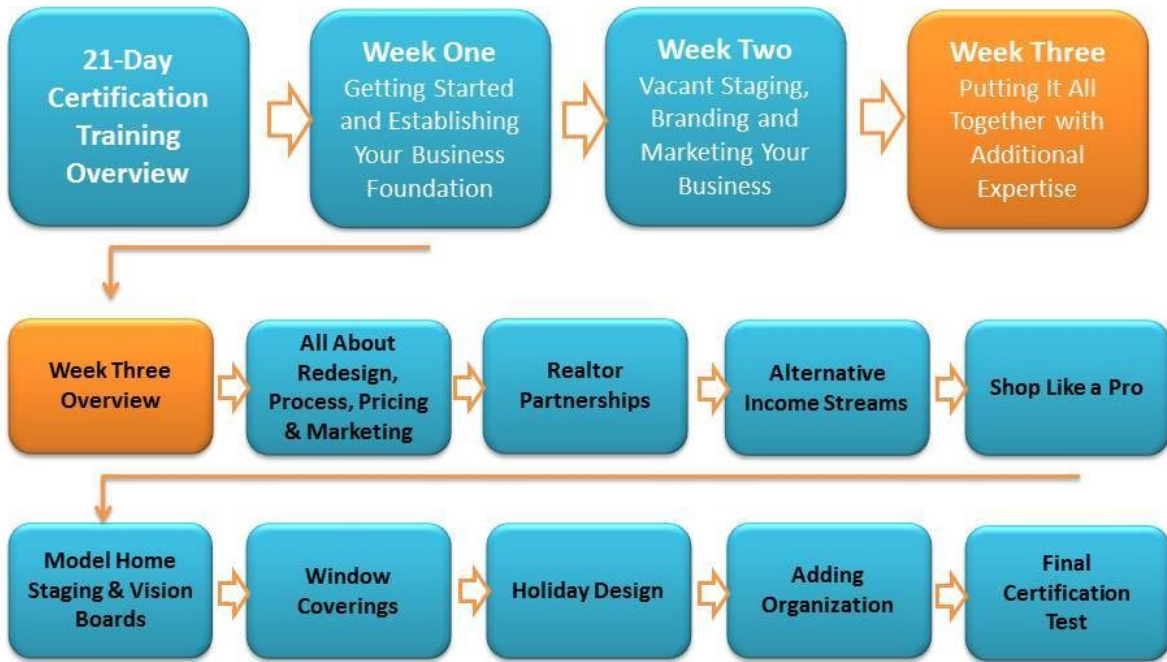 21-Day
Certification
Training
Overview
Week One
Getting Started
and Establishing
Your Business
Foundation
Week Two
Vacant Staging,
Branding and
Marketing Your
Business
Week Three
Putting It All
Together with
Additional
Expertise
Week Three
Overview
All About
Redesign,
Process, Pricing
& Marketing
Realtor
Partnerships
Alternative
Income Streams
Shop Like a Pro
Model Home
Staging & Vision
Boards
Window
Coverings
Holiday Design
Adding
Organization
Final
Certification
Test